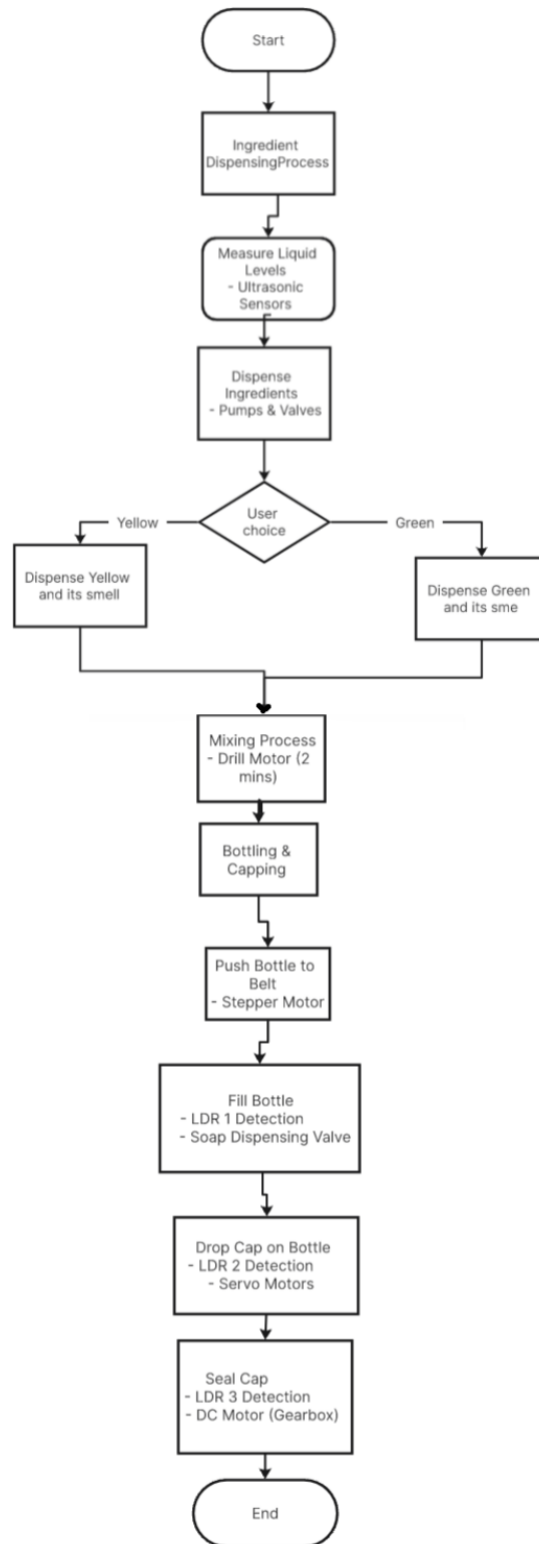 Start
Ingredient
DispensingProcess
Measure Liquid
Levels
- Ultrasonic
Sensors
Dispense
Ingredients
- Pumps & Valves
User
choice
Yellow
Green
Dispense Yellow
and its smell
Dispense Green
and its sme
Mixing Process
- Drill Motor (2
mins)
Bottling &
Capping
Push Bottle to
Belt
- Stepper Motor
Fill Bottle
- LDR 1 Detection
- Soap Dispensing Valve
Drop Cap on Bottle
- LDR 2 Detection
- Servo Motors
Seal Cap
- LDR 3 Detection
- DC Motor (Gearbox)
End